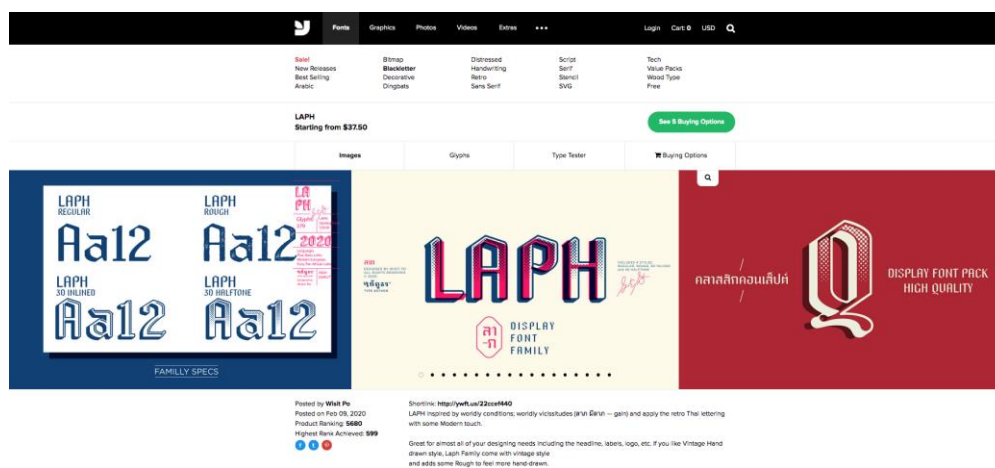 Fonts Graphics Photos Videos Extras •••
Login Cart: 0 USD
Sale! Bitmap Distressed Script Tech
New Releases Blackletter Handwriting Serif Value Packs
Best Selling Decorative Retro Stencil Wood Type
Arabic Dingbats Sans Serif SVG Free
LAPH
Starting from $37.50
See 5 Buying Options
Images Glyphs Type Tester Buying Options
LAPH
REGULAR
Aa12
LAPH
ROUGH
Aa12
LAPH
3D INLINED
Aa12
LAPH
3D HALFTONE
Aa12
FAMILLY SPECS
LA
PH
2020
LAPH
ลา
-ภ
DISPLAY
FONT
FAMILY
คลาสสิกคอนเส็ปท์
Q
DISPLAY FONT PACK
HIGH QUALITY
Posted by Wisit Po
Posted on Feb 09, 2020
Product Ranking: 5680
Highest Rank Achieved: 599
Shortlink: http://ywft.us/22ccef440
LAPH inspired by worldly conditions; worldly vicissitudes (ลาภ มีลาภ — gain) and apply the retro Thai lettering
with some Modern touch.
Great for almost all of your designing needs including the headline, labels, logo, etc. If you like Vintage Hand
drawn style, Laph Family come with vintage style
and adds some Rough to feel more hand-drawn.